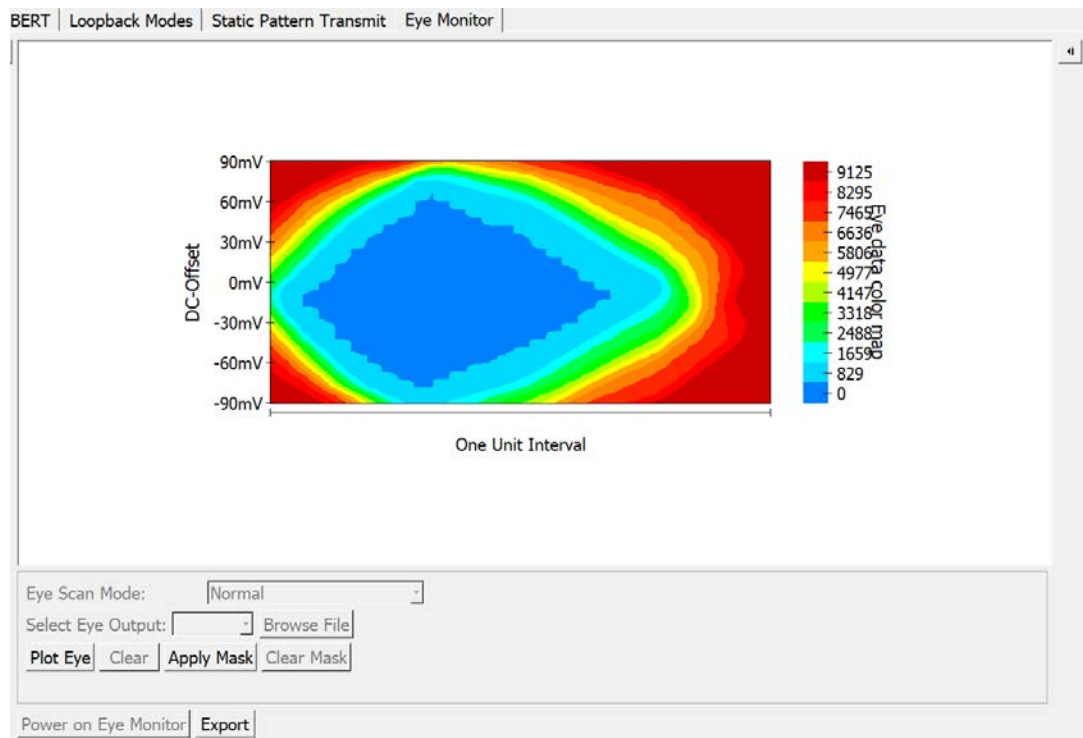 BERT Loopback Modes Static Pattern Transmit Eye Monitor
90mV
60mV
30mV
0mV
-30mV
-60mV
-90mV
DC-Offset
One Unit Interval
9125
8295
7465
6636
5806
4977
4147
3318
2488
1659
829
0
Eye data color map
Eye Scan Mode: Normal
Select Eye Output: Browse File
Plot Eye Clear Apply Mask Clear Mask
Power on Eye Monitor Export